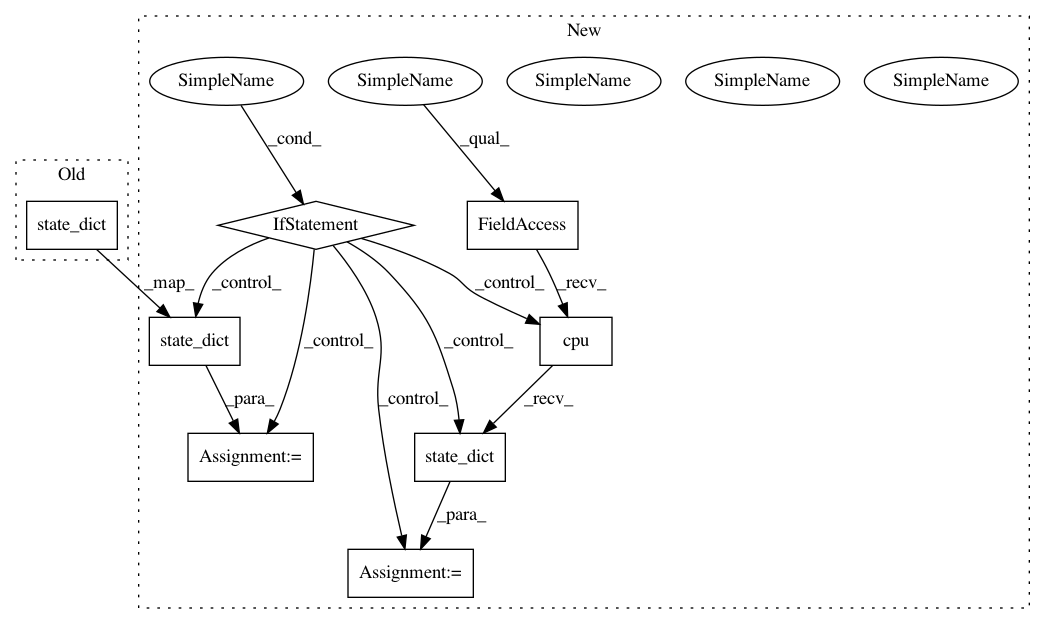 New
SimpleName
SimpleName
SimpleName
SimpleName
SimpleName
_cond_
_qual_
Old
state_dict
IfStatement
FieldAccess
_map_
_control_
_control_
_recv_
state_dict
_control_
_control_
cpu
_para_
_control_
_recv_
Assignment:=
state_dict
_para_
Assignment:=